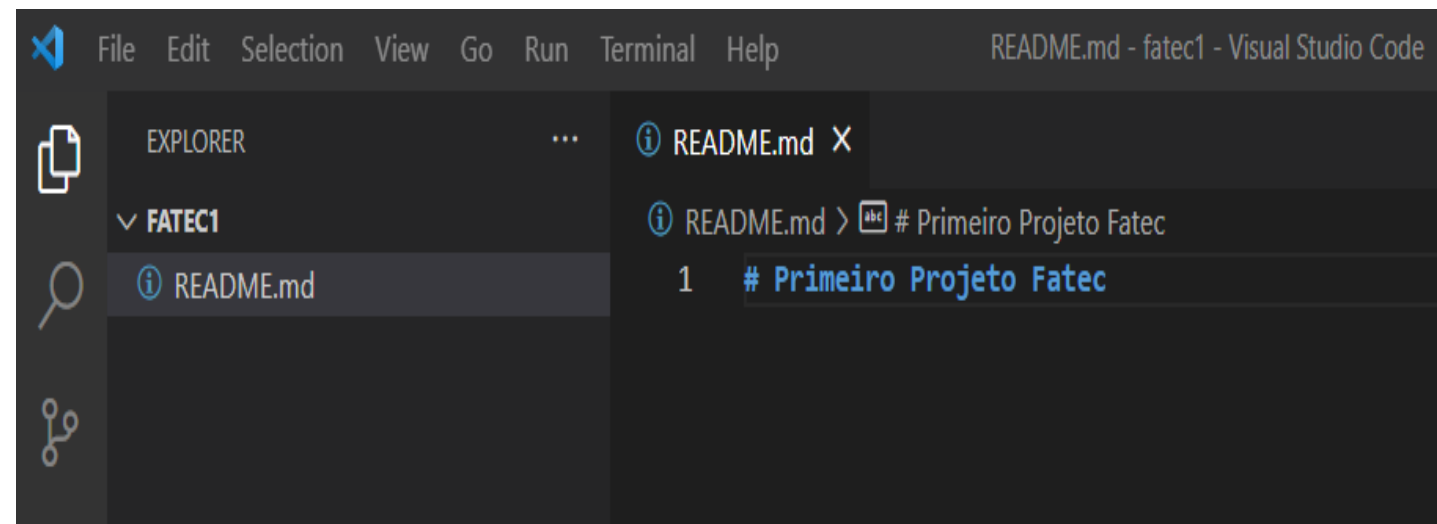 File Edit Selection View Go Run Terminal Help README.md - fatec1 - Visual Studio Code
EXPLORER ...
FATEC1
README.md
README.md X
README.md > abc # Primeiro Projeto Fatec
1 # Primeiro Projeto Fatec